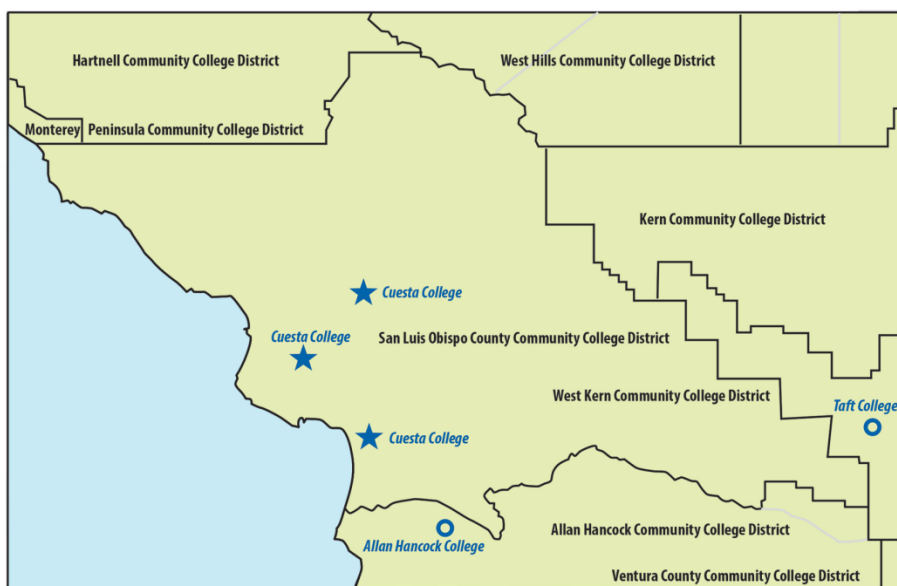 Hartnell Community College District
West Hills Community College District
Monterey Peninsula Community College District
Kern Community College District
Cuesta College
Cuesta College
San Luis Obispo County Community College District
West Kern Community College District
Taft College
Cuesta College
Allan Hancock Community College District
Allan Hancock College
Ventura County Community College District